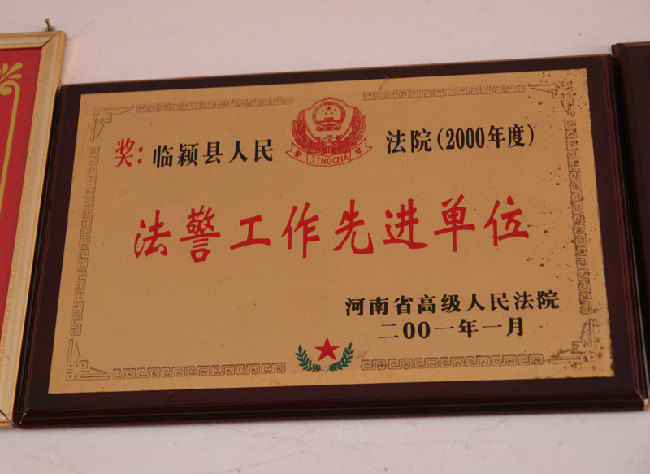 奖:临颍县人民 法院(2000年度)
JINGCHA
法警工作先进单位
河南省高级人民法院
二00一年一月